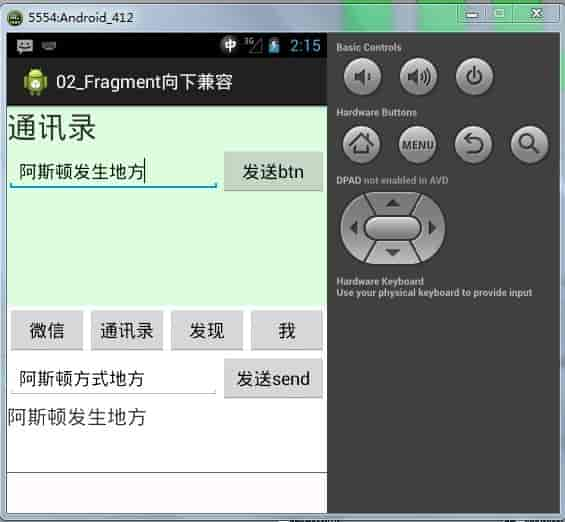 5554:Android_412
中 3G 2:15
02_Fragment向下兼容
通讯录
阿斯顿发生地方
发送btn
微信 通讯录 发现 我
阿斯顿方式地方
发送send
阿斯顿发生地方
Basic Controls
Hardware Buttons
MENU
DPAD not enabled in AVD
Hardware Keyboard
Use your physical keyboard to provide input